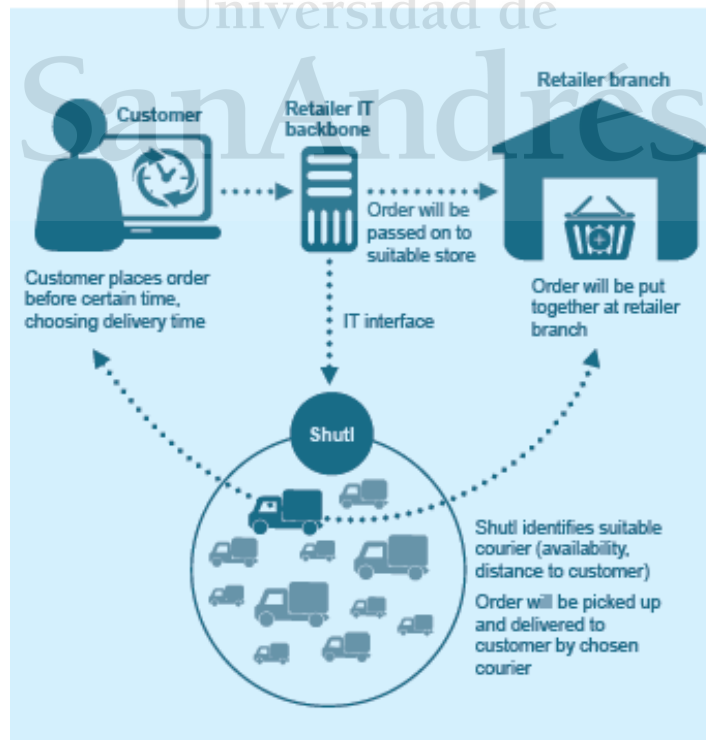 Universidad de
SanAndrés
Customer
Retailer IT
backbone
Retailer branch
Order will be
passed on to
suitable store
Customer places order
before certain time,
choosing delivery time
Order will be put
together at retailer
branch
IT interface
Shutl
Shutl identifies suitable
courier (availability,
distance to customer)
Order will be picked up
and delivered to
customer by chosen
courier